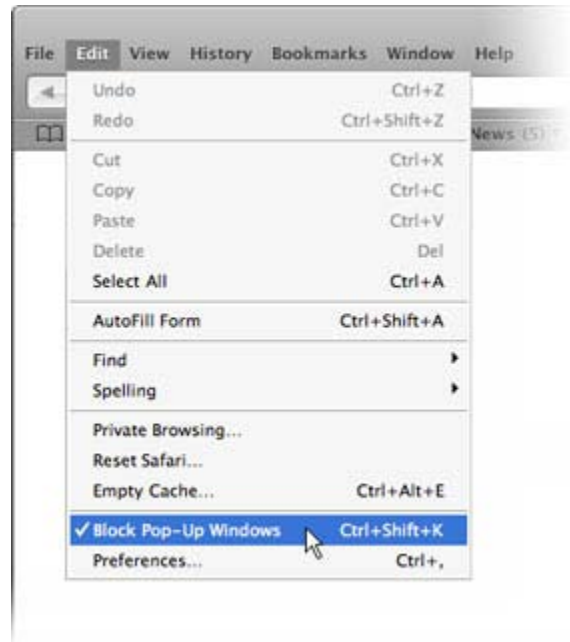 File Edit View History Bookmarks Window Help
Undo Ctrl+Z
Redo Ctrl+Shift+Z
News (5)
Cut Ctrl+X
Copy Ctrl+C
Paste Ctrl+V
Delete Del
Select All Ctrl+A
AutoFill Form Ctrl+Shift+A
Find
Spelling
Private Browsing...
Reset Safari...
Empty Cache... Ctrl+Alt+E
✓ Block Pop-Up Windows Ctrl+Shift+K
Preferences... Ctrl+,